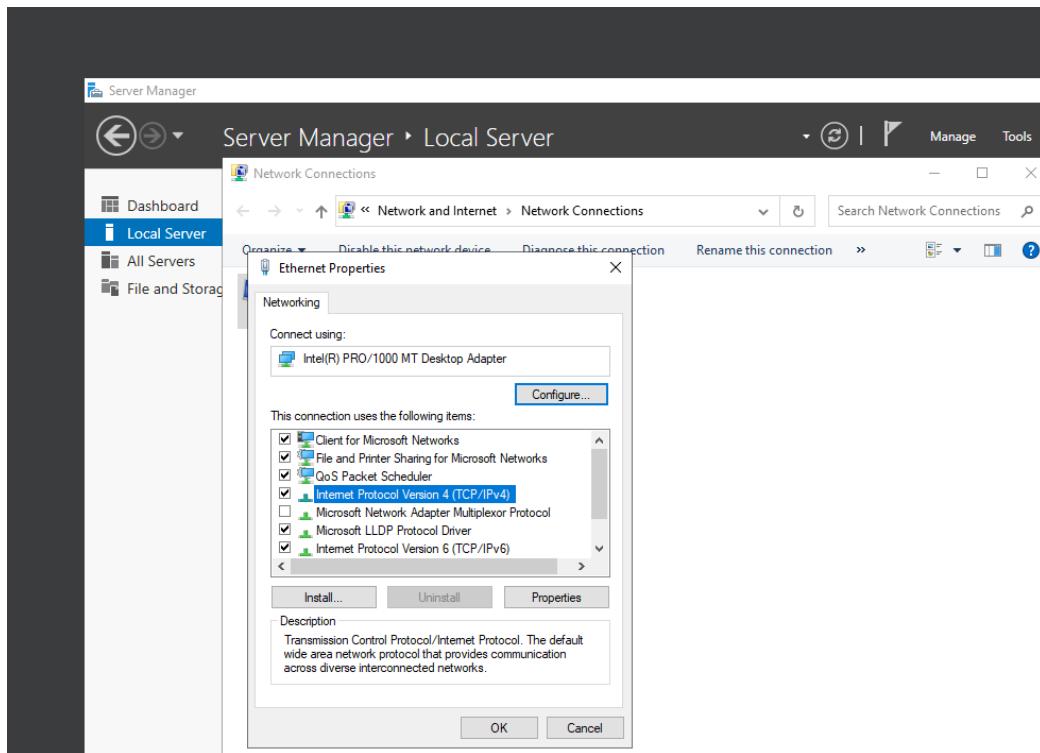 Server Manager
Server Manager ‣ Local Server
Manage Tools
Network Connections
Dashboard
Local Server
All Servers
File and Storag
« Network and Internet › Network Connections
Search Network Connections
Organize Disable this network device Diagnose this connection Rename this connection »
Ethernet Properties
Networking
Connect using:
Intel(R) PRO/1000 MT Desktop Adapter
Configure...
This connection uses the following items:
Client for Microsoft Networks
File and Printer Sharing for Microsoft Networks
QoS Packet Scheduler
Internet Protocol Version 4 (TCP/IPv4)
Microsoft Network Adapter Multiplexor Protocol
Microsoft LLDP Protocol Driver
Internet Protocol Version 6 (TCP/IPv6)
Install... Uninstall Properties
Description
Transmission Control Protocol/Internet Protocol. The default
wide area network protocol that provides communication
across diverse interconnected networks.
OK Cancel